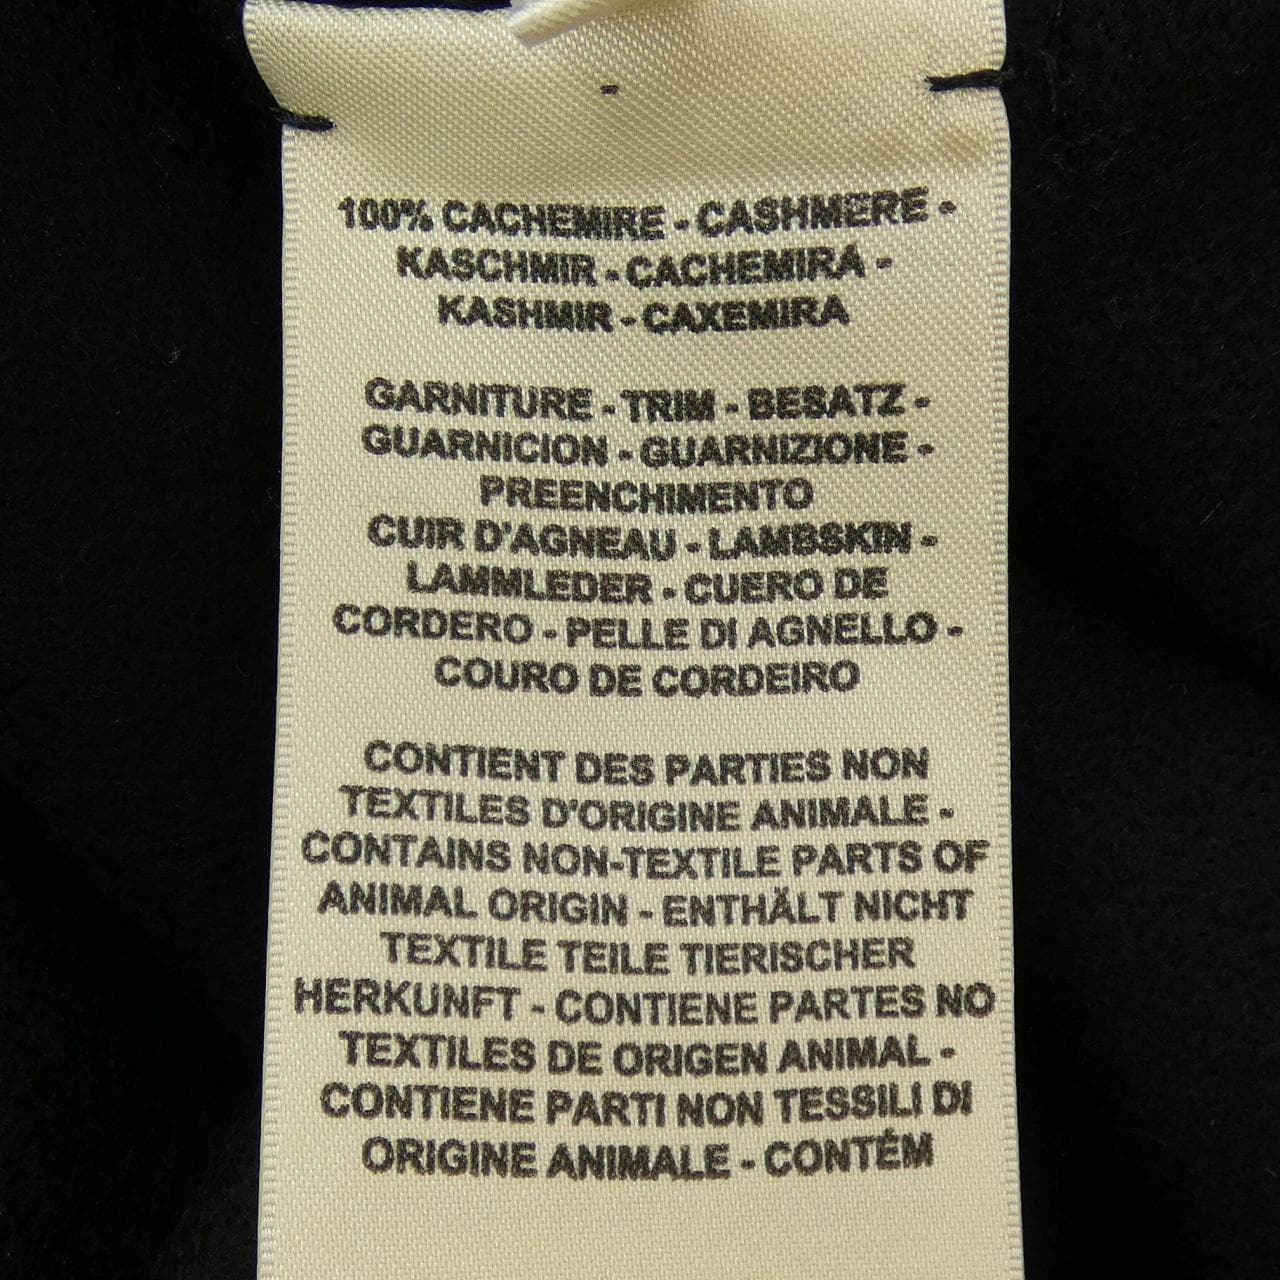 100% CACHEMIRE - CASHMERE -
KASCHMIR - CACHEMIRÁ -
KASHMIR - CAXEMIRA
GARNITURE - TRIM - BESATZ -
GUARNICION - GUARNIZIONE -
PREENCHIMENTO
CUIR D'AGNEAU - LAMBSKIN -
LAMMLEDER - CUERO DE
CORDERO - PELLE DI AGNELLO -
COURO DE CORDEIRO
CONTIENT DES PARTIES NON
TEXTILES D'ORIGINE ANIMALE -
CONTAINS NON-TEXTILE PARTS OF
ANIMAL ORIGIN - ENTHÄLT NICHT
TEXTILE TEILE TIERISCHER
HERKUNFT - CONTIENE PARTES NO
TEXTILES DE ORIGEN ANIMAL -
CONTIENE PARTI NON TESSILI DI
ORIGINE ANIMALE - CONTÉM